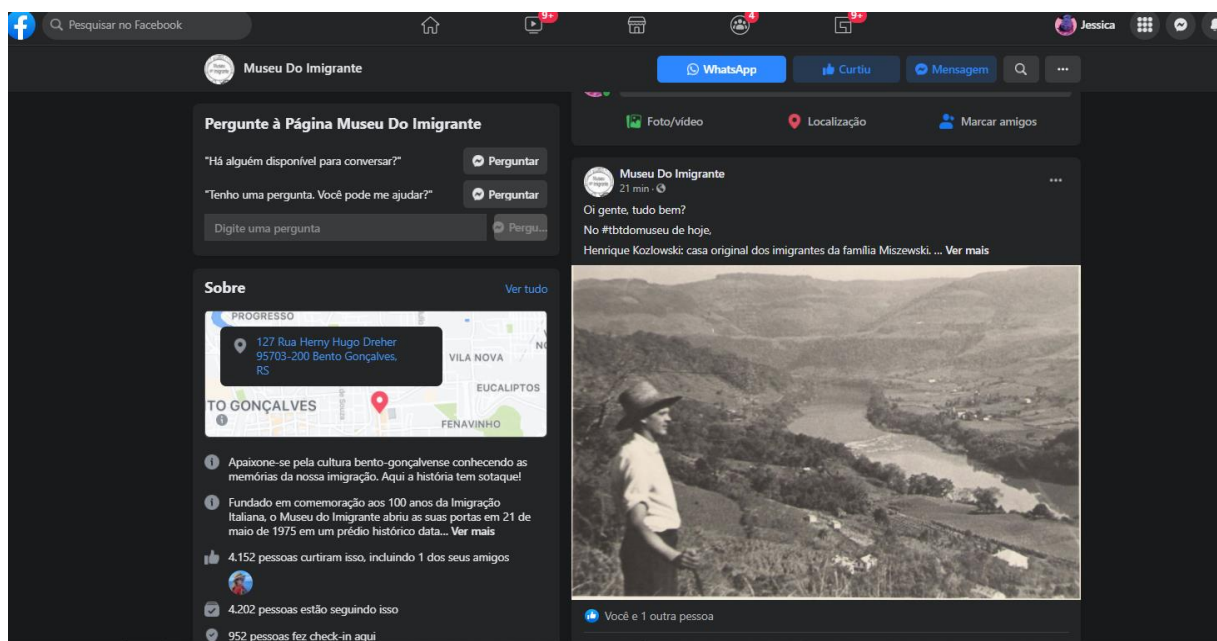 Pesquisar no Facebook
9+
4
9+
Jessica
Museu Do Imigrante
WhatsApp
Curtiu
Mensagem
Pergunte à Página Museu Do Imigrante
"Há alguém disponível para conversar?"
Perguntar
"Tenho uma pergunta. Você pode me ajudar?"
Perguntar
Digite uma pergunta
Pergu...
Sobre
Ver tudo
PROGRESSO
127 Rua Herny Hugo Dreher
95703-200 Bento Gonçalves,
RS
VILA NOVA
NO
EUCALIPTOS
TO GONÇALVES
de Souza
FENAVINHO
Apaixone-se pela cultura bento-gonçalvense conhecendo as
memórias da nossa imigração. Aqui a história tem sotaque!
Fundado em comemoração aos 100 anos da Imigração
Italiana, o Museu do Imigrante abriu as suas portas em 21 de
maio de 1975 em um prédio histórico data... Ver mais
4.152 pessoas curtiram isso, incluindo 1 dos seus amigos
4.202 pessoas estão seguindo isso
952 pessoas fez check-in aqui
Foto/vídeo
Localização
Marcar amigos
Museu Do Imigrante
21 min ·
Oi gente, tudo bem?
No #tbtdomuseu de hoje,
Henrique Kozlowski: casa original dos imigrantes da família Miszewski. ... Ver mais
Você e 1 outra pessoa